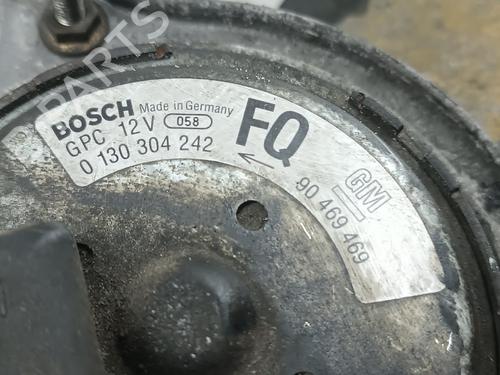 BOSCH Made in Germany
GPC 12V 058
0 130 304 242
FQ
←
GM
90 469 469
PARTS